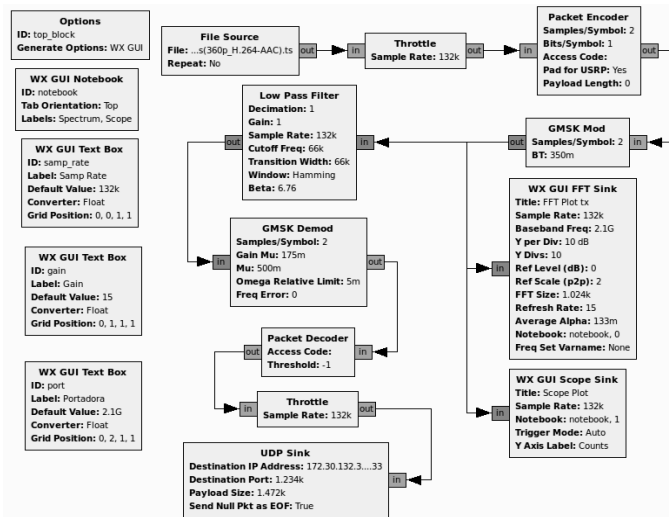 Options
ID: top_block
Generate Options: WX GUI
WX GUI Notebook
ID: notebook
Tab Orientation: Top
Labels: Spectrum, Scope
WX GUI Text Box
ID: samp_rate
Label: Samp Rate
Default Value: 132k
Converter: Float
Grid Position: 0, 0, 1, 1
WX GUI Text Box
ID: gain
Label: Gain
Default Value: 15
Converter: Float
Grid Position: 0, 1, 1, 1
WX GUI Text Box
ID: port
Label: Portadora
Default Value: 2.1G
Converter: Float
Grid Position: 0, 2, 1, 1
File Source
File: ...s(360p_H.264-AAC).ts
Repeat: No
out
in
Throttle
Sample Rate: 132k
out
in
Packet Encoder
Samples/Symbol: 2
Bits/Symbol: 1
Access Code:
Pad for USRP: Yes
Payload Length: 0
out
Low Pass Filter
Decimation: 1
Gain: 1
Sample Rate: 132k
Cutoff Freq: 66k
Transition Width: 66k
Window: Hamming
Beta: 6.76
out
in
out
GMSK Mod
Samples/Symbol: 2
BT: 350m
in
GMSK Demod
Samples/Symbol: 2
Gain Mu: 175m
Mu: 500m
Omega Relative Limit: 5m
Freq Error: 0
in
out
in
WX GUI FFT Sink
Title: FFT Plot tx
Sample Rate: 132k
Baseband Freq: 2.1G
Y per Div: 10 dB
Y Divs: 10
Ref Level (dB): 0
Ref Scale (p2p): 2
FFT Size: 1.024k
Refresh Rate: 15
Average Alpha: 133m
Notebook: notebook, 0
Freq Set Varname: None
out
Packet Decoder
Access Code:
Threshold: -1
in
in
Throttle
Sample Rate: 132k
out
in
WX GUI Scope Sink
Title: Scope Plot
Sample Rate: 132k
Notebook: notebook, 1
Trigger Mode: Auto
Y Axis Label: Counts
UDP Sink
Destination IP Address: 172.30.132.3....33
Destination Port: 1.234k
Payload Size: 1.472k
Send Null Pkt as EOF: True
in